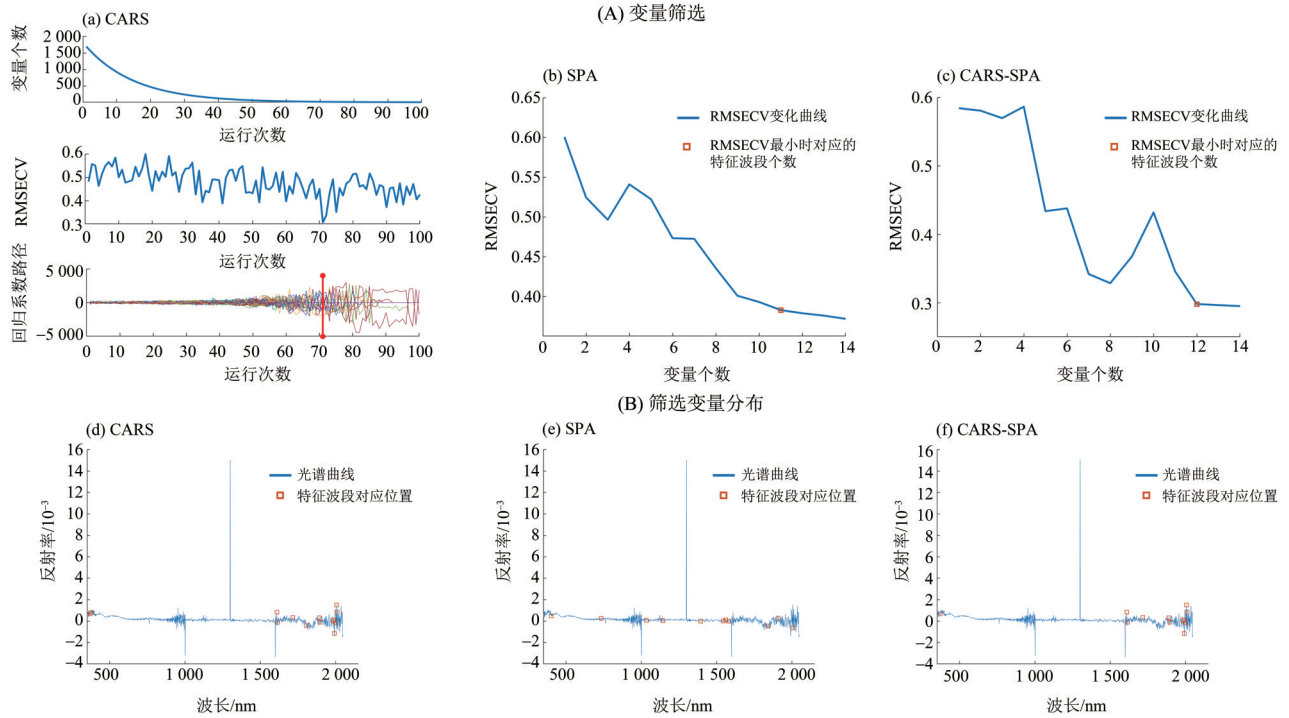 (A) 变量筛选
(a) CARS
变量个数
2 000
1 500
1 000
500
0
0 10 20 30 40 50 60 70 80 90 100
运行次数
RMSECV
0.6
0.5
0.4
0.3
0 10 20 30 40 50 60 70 80 90 100
运行次数
回归系数路径
5 000
0
−5 000
0 10 20 30 40 50 60 70 80 90 100
运行次数
(b) SPA
RMSECV
0.65
0.60
0.55
0.50
0.45
0.40
0 2 4 6 8 10 12 14
变量个数
RMSECV变化曲线
RMSECV最小时对应的
特征波段个数
(c) CARS-SPA
RMSECV
0.6
0.5
0.4
0.3
0 2 4 6 8 10 12 14
变量个数
RMSECV变化曲线
RMSECV最小时对应的
特征波段个数
(B) 筛选变量分布
(d) CARS
反射率/10⁻³
16
14
12
10
8
6
4
2
0
−2
−4
500 1 000 1 500 2 000
波长/nm
光谱曲线
特征波段对应位置
(e) SPA
反射率/10⁻³
16
14
12
10
8
6
4
2
0
−2
−4
500 1 000 1 500 2 000
波长/nm
光谱曲线
特征波段对应位置
(f) CARS-SPA
反射率/10⁻³
16
14
12
10
8
6
4
2
0
−2
−4
500 1 000 1 500 2 000
波长/nm
光谱曲线
特征波段对应位置